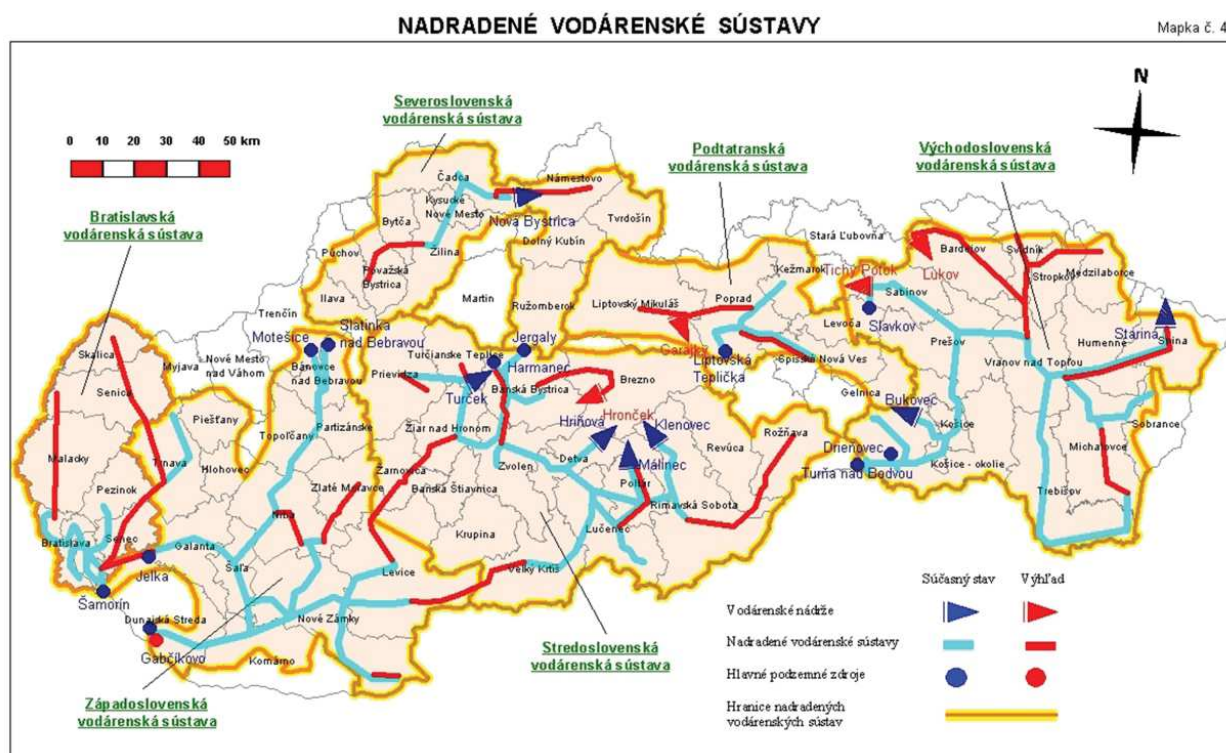 NADRADENÉ VODÁRENSKÉ SÚSTAVY
Mapka č. 4
N
0 10 20 30 40 50 km
Severoslovenská
vodárenská sústava
Podtatranská
vodárenská sústava
Východoslovenská
vodárenská sústava
Bratislavská
vodárenská sústava
Čadca
Námestovo
Kysucké
Nové Mesto
Bytča
Nová Bystrica
Tvrdošín
Dolný Kubín
Púchov
Žilina
Považská
Bystrica
Ilava
Martin
Ružomberok
Trenčín
Stará Ľubovňa
Kežmarok
Liptovský Mikuláš
Poprad
Tichý Potok
Sabinov
Lukov
Bardejov
Svidník
Stropkov
Medzilaborce
Levoča
Slavkov
Prešov
Starina
Snina
Humenné
Vranov nad Topľou
Garajky
Liptovská
Teplička
Spišská Nová Ves
Gelnica
Motešice
Slatinka
nad Bebravou
Turčianske Teplice
Jergaly
Harmanec
Prievidza
Turček
Banská Bystrica
Brezno
Bánovce
nad Bebravou
Skalica
Myjava
Nové Mesto
nad Váhom
Senica
Piešťany
Partizánske
Topoľčany
Žiar nad Hronom
Hriňová
Hronček
Klenovec
Bukovec
Košice
Drieňovec
Turňa nad Bodvou
Košice - okolie
Michalovce
Sobrance
Trebišov
Revúca
Rožňava
Málinec
Detva
Zvolen
Poltár
Rimavská Sobota
Lučenec
Malacky
Trnava
Hlohovec
Pezinok
Zlaté Moravce
Žarnovica
Banská Štiavnica
Krupina
Nitra
Bratislava
Senec
Galanta
Jelka
Šaľa
Levice
Veľký Krtíš
Šamorín
Dunajská Streda
Nové Zámky
Gabčíkovo
Komárno
Západoslovenská
vodárenská sústava
Stredoslovenská
vodárenská sústava
Súčasný stav
Výhľad
Vodárenské nádrže
Nadradené vodárenské sústavy
Hlavné podzemné zdroje
Hranice nadradených
vodárenských sústav